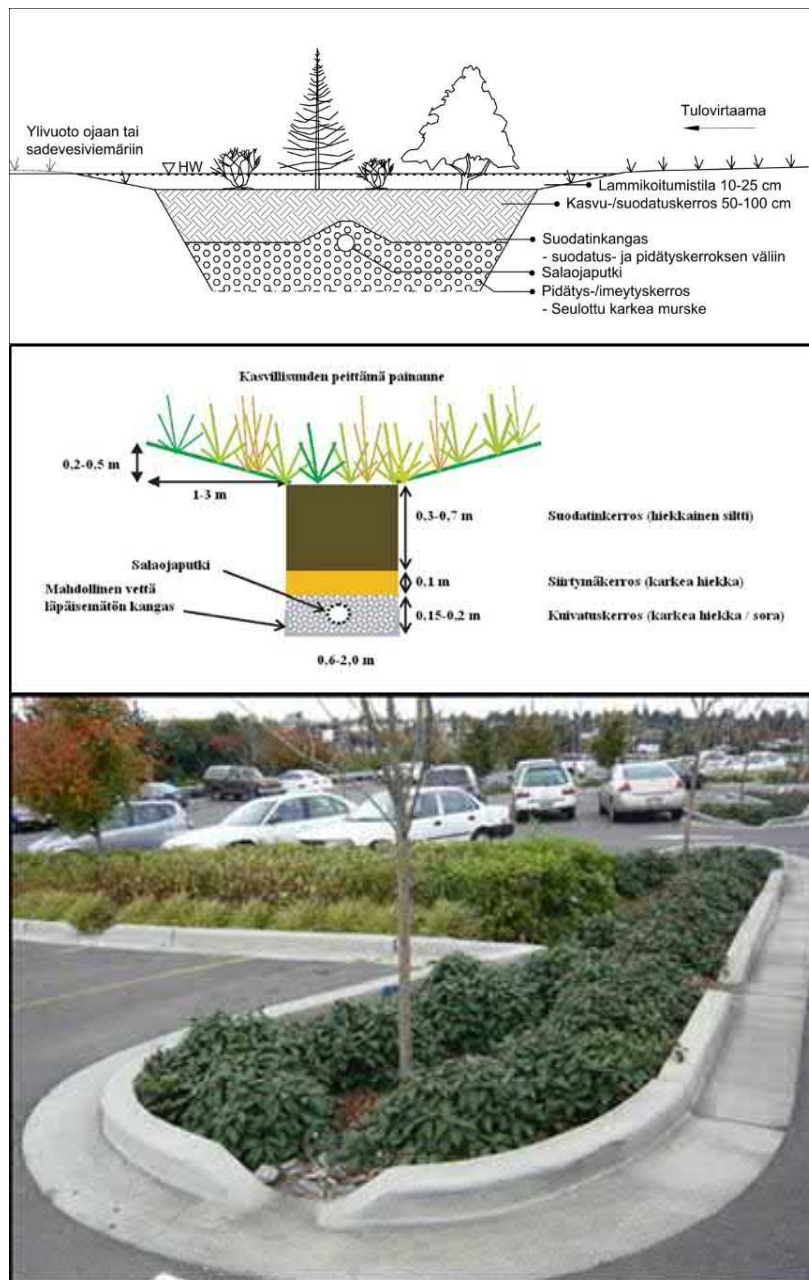 Ylivuoto ojaan tai
sadevesiviemäriin
HW
Tulovirtaama
Lammikoitumistila 10-25 cm
Kasvu-/suodatuskerros 50-100 cm
Suodatinkangas
- suodatus- ja pidätyskerroksen väliin
Salaojaputki
Pidätys-/imeytyskerros
- Seulottu karkea murske
Kasvillisuuden peittämä painanne
0,2-0,5 m
1-3 m
0,3-0,7 m
Suodatinkerros (hiekkainen siltti)
Salaojaputki
Mahdollinen vettä
läpäisemätön kangas
0,1 m
Siirtymäkerros (karkea hiekka)
0,15-0,2 m
Kuivatuskerros (karkea hiekka / sora)
0,6-2,0 m